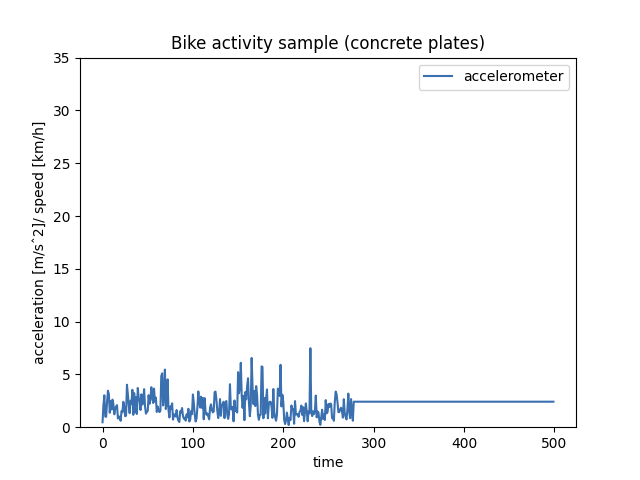 Bike activity sample (concrete plates)
accelerometer
acceleration [m/sˆ2]/ speed [km/h]
35
30
25
20
15
10
5
0
0 100 200 300 400 500
time